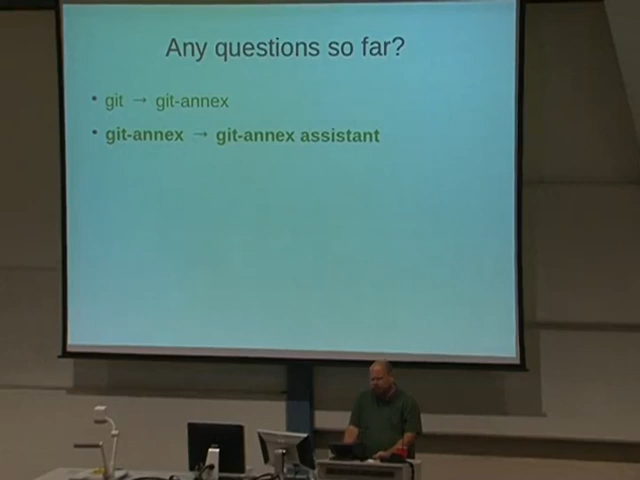 Any questions so far?
• git → git-annex
• git-annex → git-annex assistant